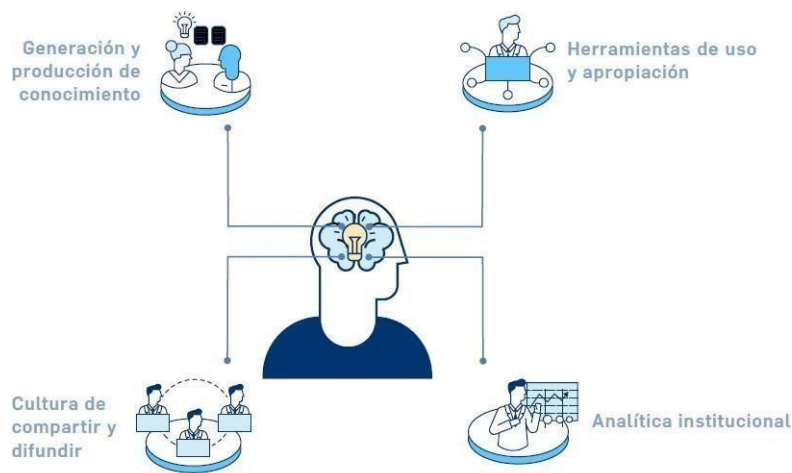 Generación y
producción de
conocimiento
Herramientas de uso
y apropiación
Cultura de
compartir y
difundir
Analítica institucional